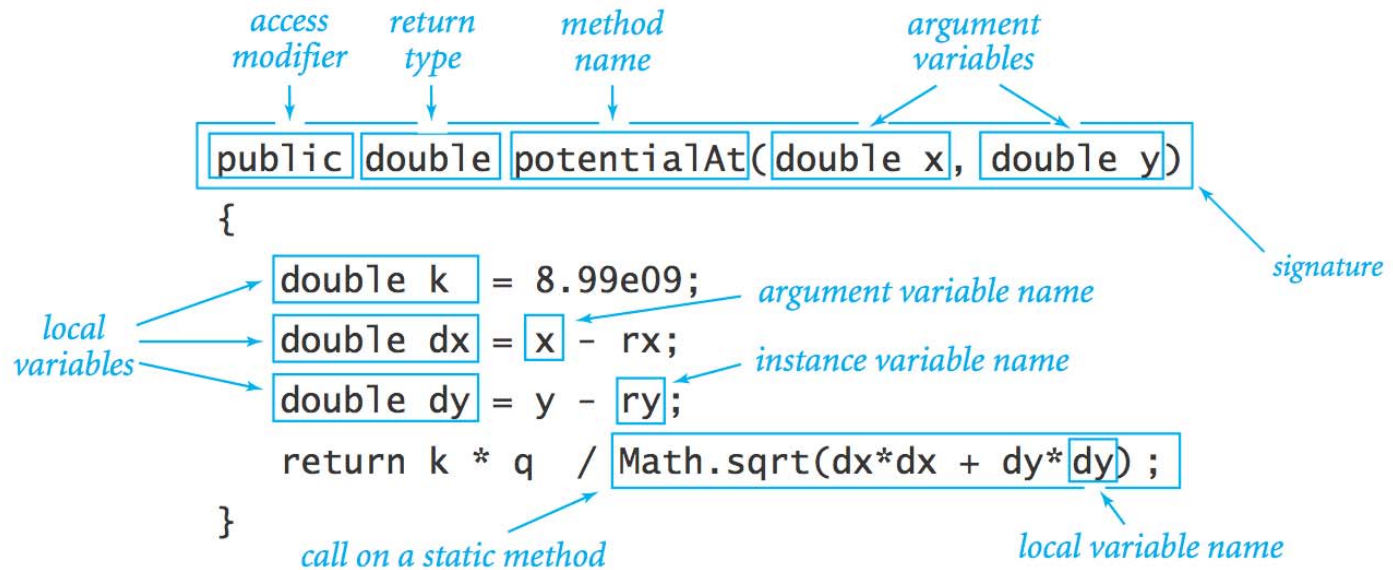 access modifier
return type
method name
argument variables
public double potentialAt(double x, double y)
signature
{
double k = 8.99e09;
argument variable name
local variables
double dx = x - rx;
instance variable name
double dy = y - ry;
return k * q / Math.sqrt(dx*dx + dy*dy) ;
}
call on a static method
local variable name